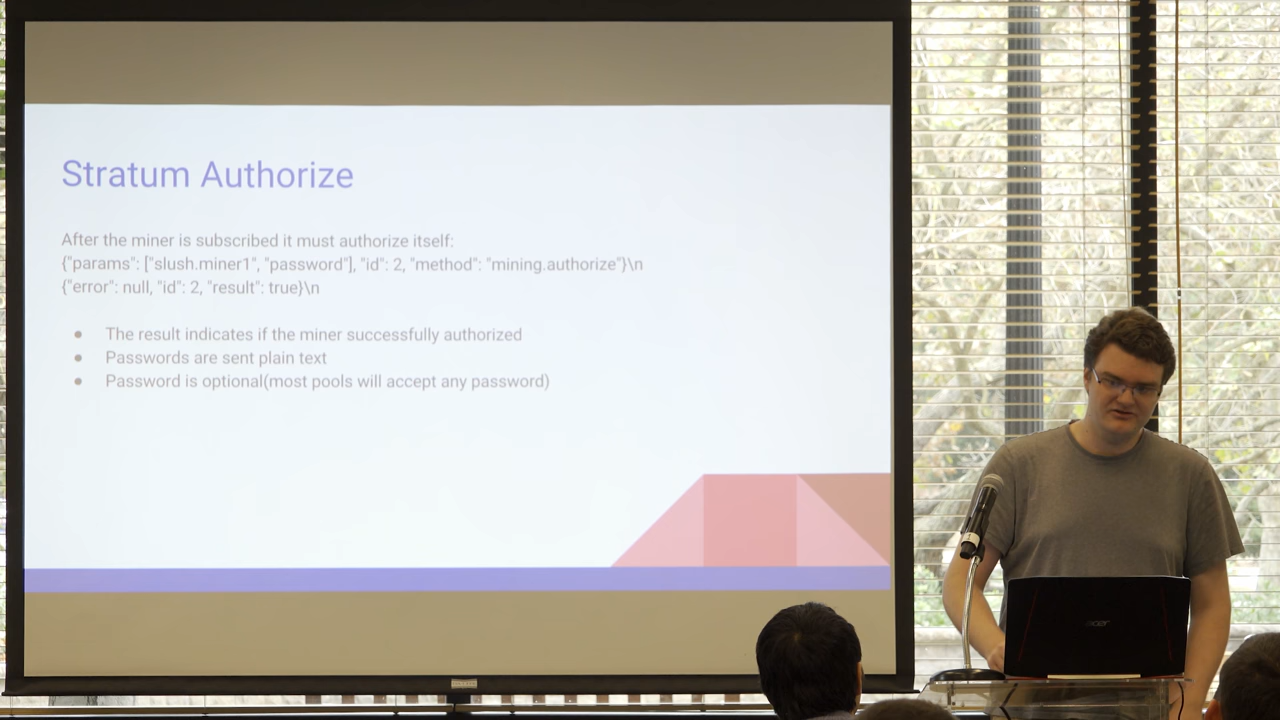 Stratum Authorize
After the miner is subscribed it must authorize itself:
{"params": ["slush.miner1", "password"], "id": 2, "method": "mining.authorize"}\n
{"error": null, "id": 2, "result": true}\n
● The result indicates if the miner successfully authorized
● Passwords are sent plain text
● Password is optional(most pools will accept any password)
acer